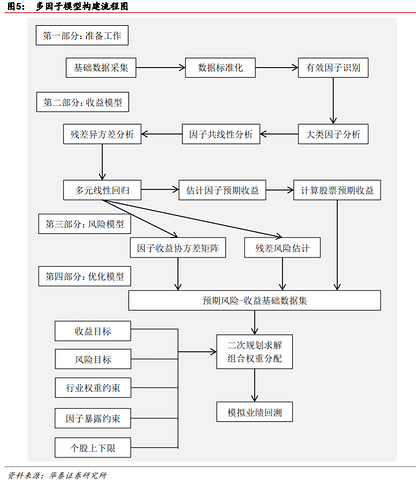 图5： 多因子模型构建流程图
第一部分：准备工作
基础数据采集
数据标准化
有效因子识别
第二部分：收益模型
残差异方差分析
因子共线性分析
大类因子分析
多元线性回归
估计因子预期收益
计算股票预期收益
第三部分：风险模型
因子收益协方差矩阵
残差风险估计
第四部分：优化模型
预期风险-收益基础数据集
收益目标
风险目标
行业权重约束
因子暴露约束
个股上下限
二次规划求解
组合权重分配
模拟业绩回溯
资料来源：华泰证券研究所